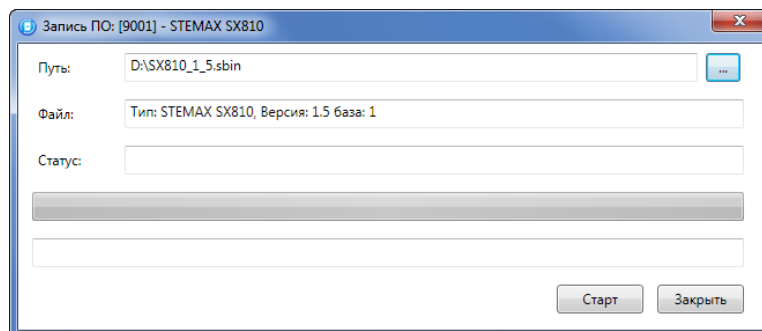 Запись ПО: [9001] - STEMAX SX810
Путь: D:\SX810_1_5.sbin ...
Файл: Тип: STEMAX SX810, Версия: 1.5 база: 1
Статус:
Старт Закрыть